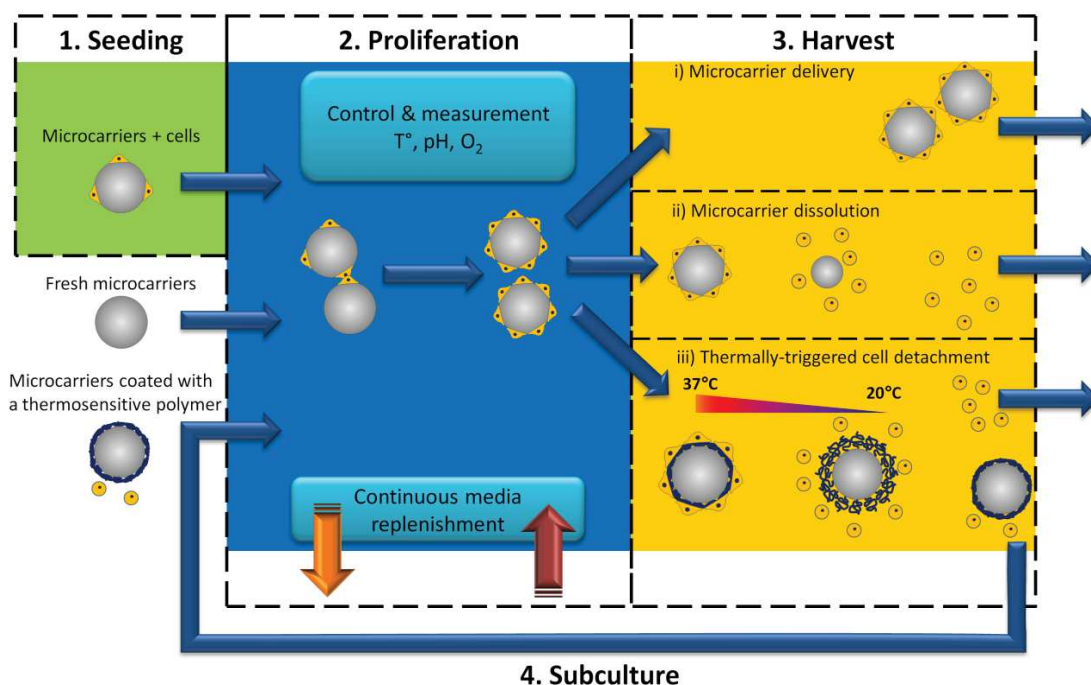 1. Seeding
2. Proliferation
3. Harvest
Microcarriers + cells
Fresh microcarriers
Microcarriers coated with
a thermosensitive polymer
Control & measurement
T°, pH, O₂
Continuous media
replenishment
i) Microcarrier delivery
ii) Microcarrier dissolution
iii) Thermally-triggered cell detachment
37°C
20°C
4. Subculture